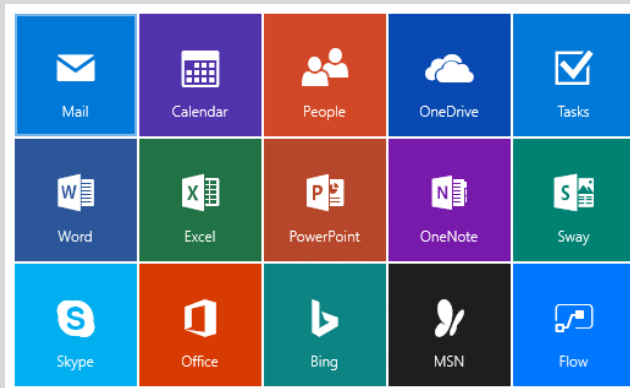 Mail Calendar People OneDrive Tasks
W X P N S
Word Excel PowerPoint OneNote Sway
S
Skype Office Bing MSN Flow